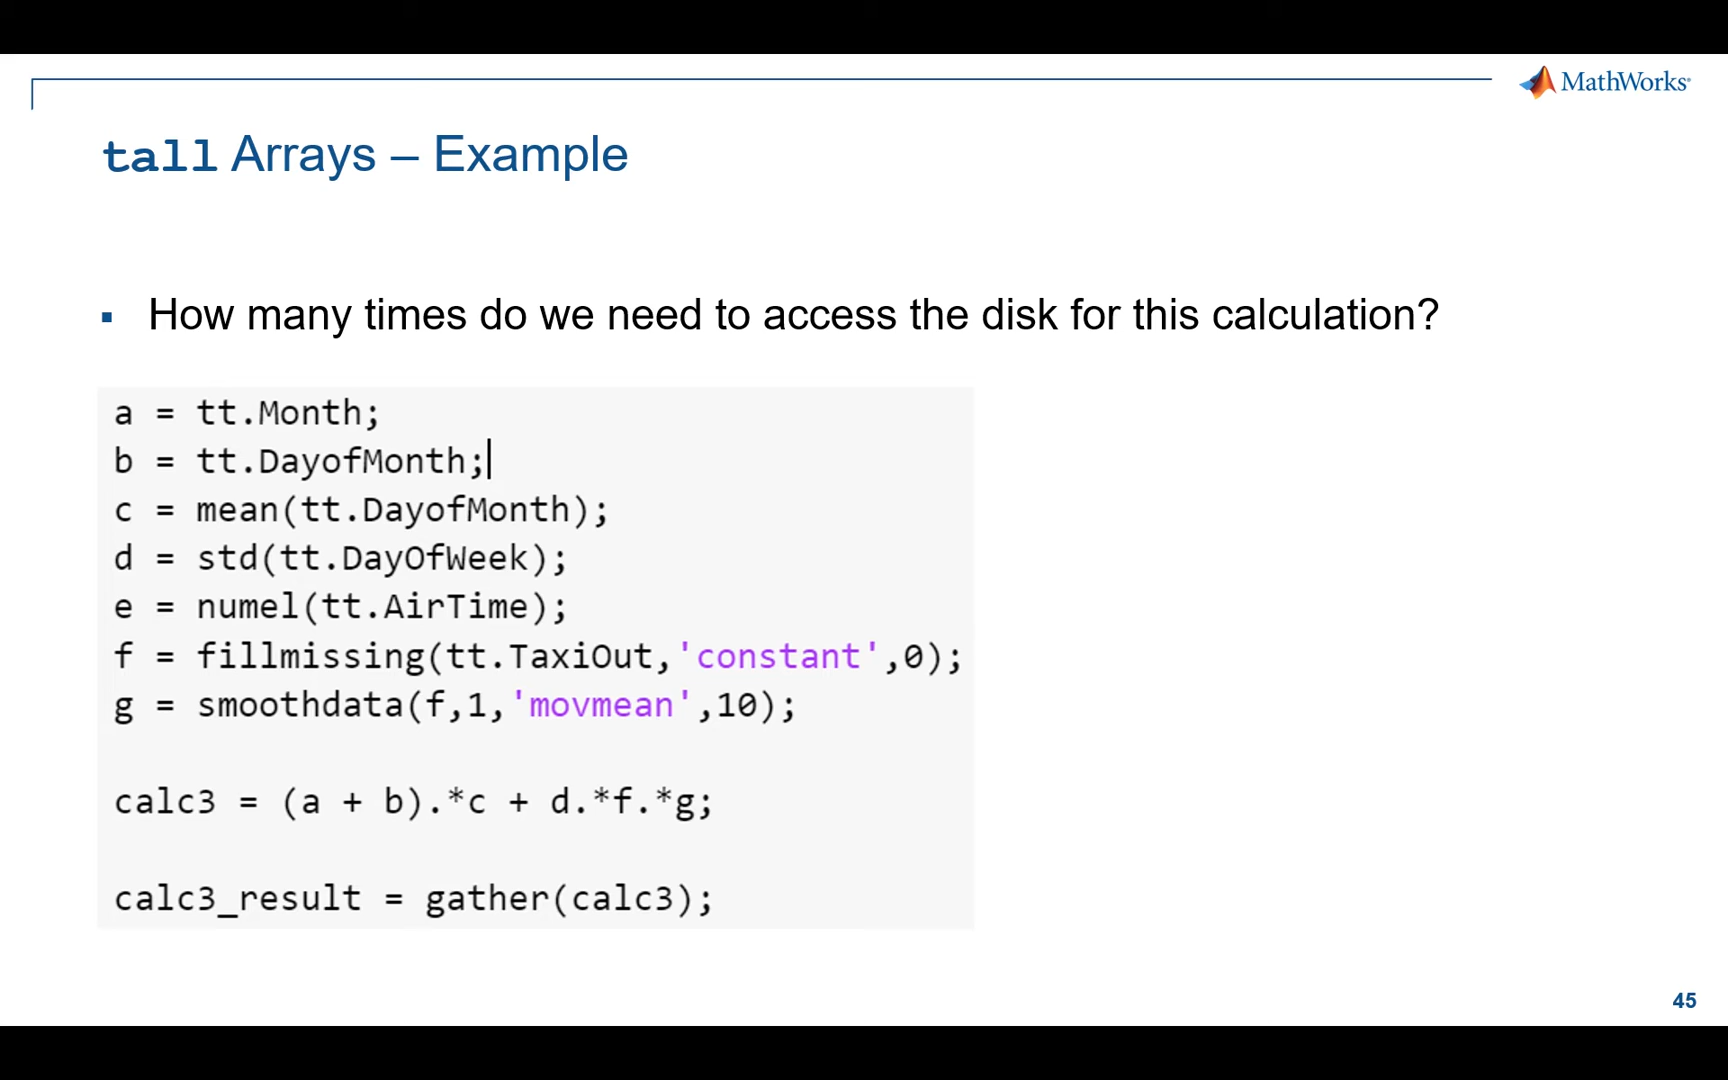 MathWorks®
tall Arrays – Example
▪ How many times do we need to access the disk for this calculation?
a = tt.Month;
b = tt.DayofMonth;
c = mean(tt.DayofMonth);
d = std(tt.DayOfWeek);
e = numel(tt.AirTime);
f = fillmissing(tt.TaxiOut,'constant',0);
g = smoothdata(f,1,'movmean',10);
calc3 = (a + b).*c + d.*f.*g;
calc3_result = gather(calc3);
45